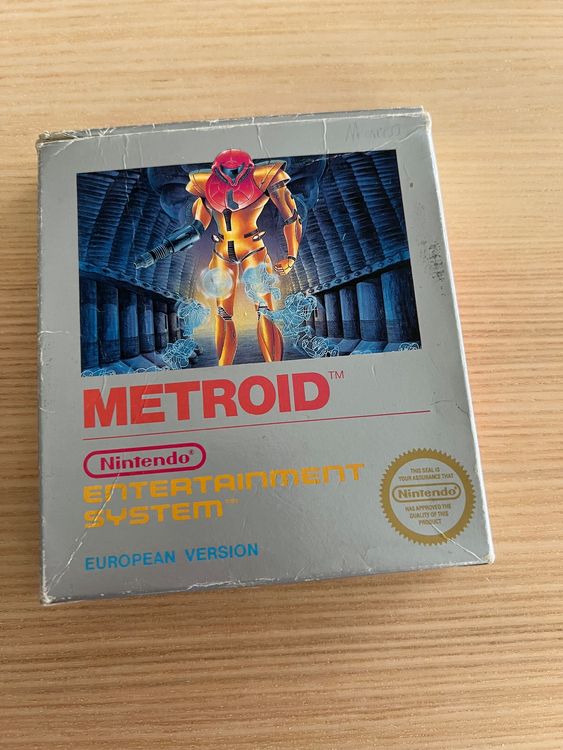 METROID™
Nintendo®
ENTERTAINMENT
SYSTEM™
EUROPEAN VERSION
THIS SEAL IS
YOUR ASSURANCE THAT
Nintendo
HAS APPROVED THE
QUALITY OF THIS
PRODUCT